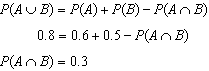 P(A ∪ B) = P(A) + P(B) − P(A ∩ B)
0.8 = 0.6 + 0.5 − P(A ∩ B)
P(A ∩ B) = 0.3